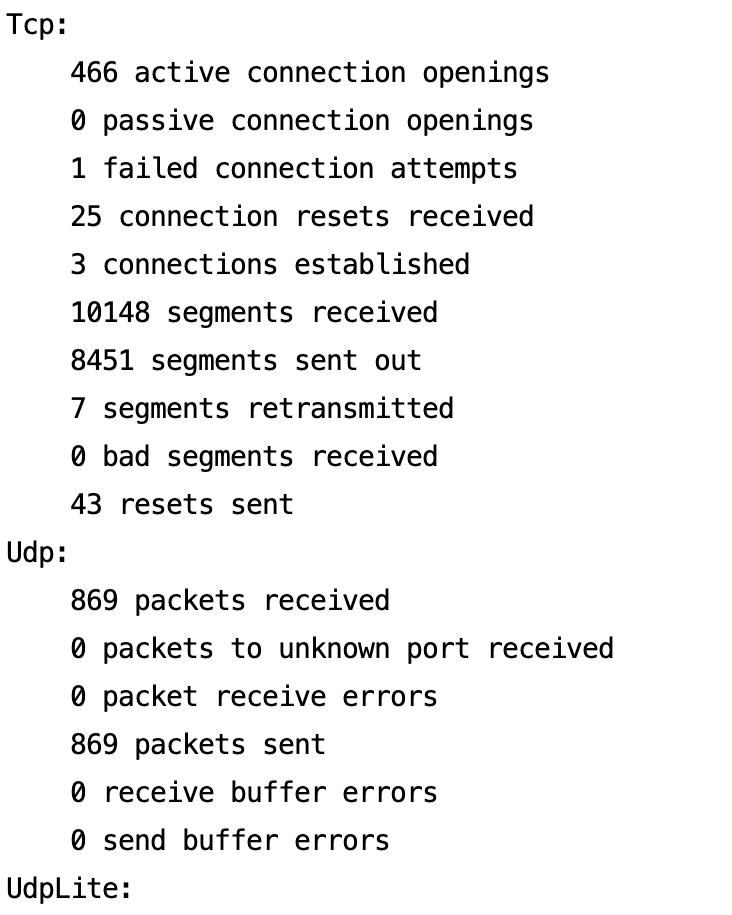 Tcp:
    466 active connection openings
    0 passive connection openings
    1 failed connection attempts
    25 connection resets received
    3 connections established
    10148 segments received
    8451 segments sent out
    7 segments retransmitted
    0 bad segments received
    43 resets sent
Udp:
    869 packets received
    0 packets to unknown port received
    0 packet receive errors
    869 packets sent
    0 receive buffer errors
    0 send buffer errors
UdpLite: